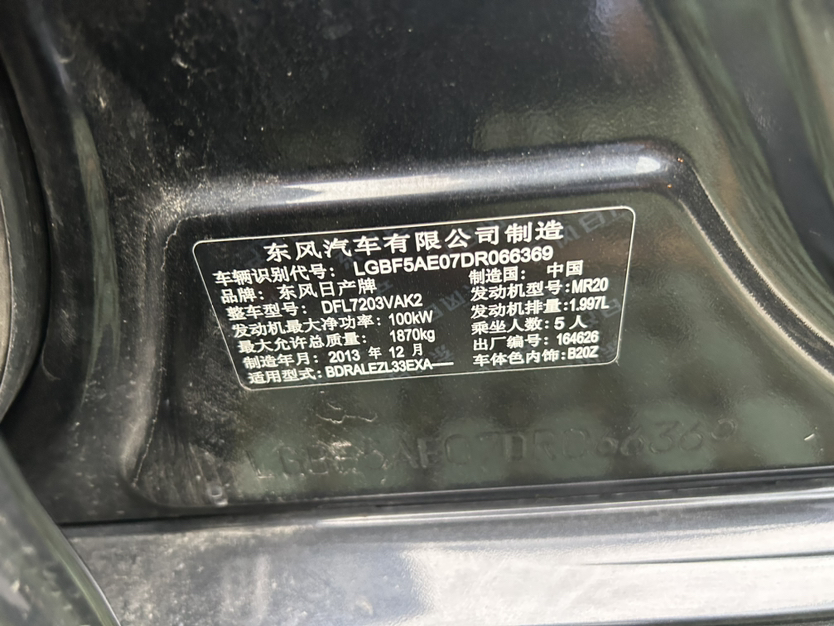 东风汽车有限公司制造
车辆识别代号: LGBF5AE07DR066369
品牌: 东风日产牌 制造国: 中国
整车型号: DFL7203VAK2 发动机型号:MR20
发动机最大净功率: 100kW 发动机排量: 1.997L
最大允许总质量: 1870kg 乘坐人数: 5 人
制造年月: 2013 年 12 月 出厂编号: 164626
适用型式: BDRALEZL33EXA— 车体色内饰: B20Z
LGBF5AE07DR066369